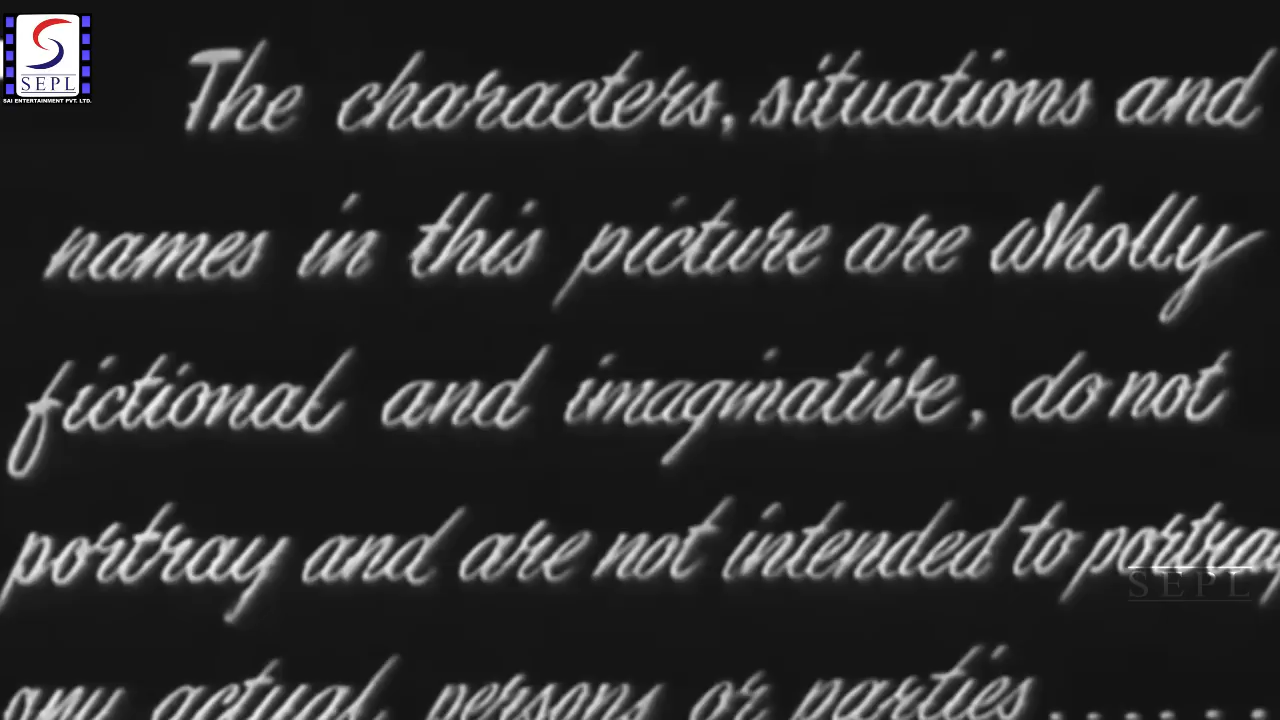 SEPL
SAI ENTERTAINMENT PVT. LTD.
The characters, situations and
names in this picture are wholly
fictional and imaginative, do not
portray and are not intended to portray
SEPL
any actual persons or parties......